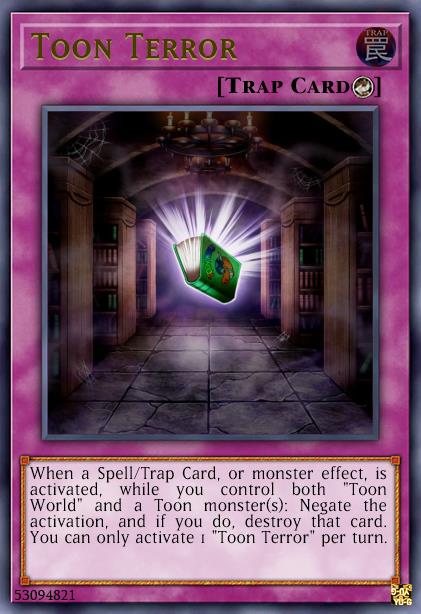 TOON TERROR
TRAP
罠
[TRAP CARD]
When a Spell/Trap Card, or monster effect, is
activated, while you control both "Toon
World" and a Toon monster(s): Negate the
activation, and if you do, destroy that card.
You can only activate 1 "Toon Terror" per turn.
53094821